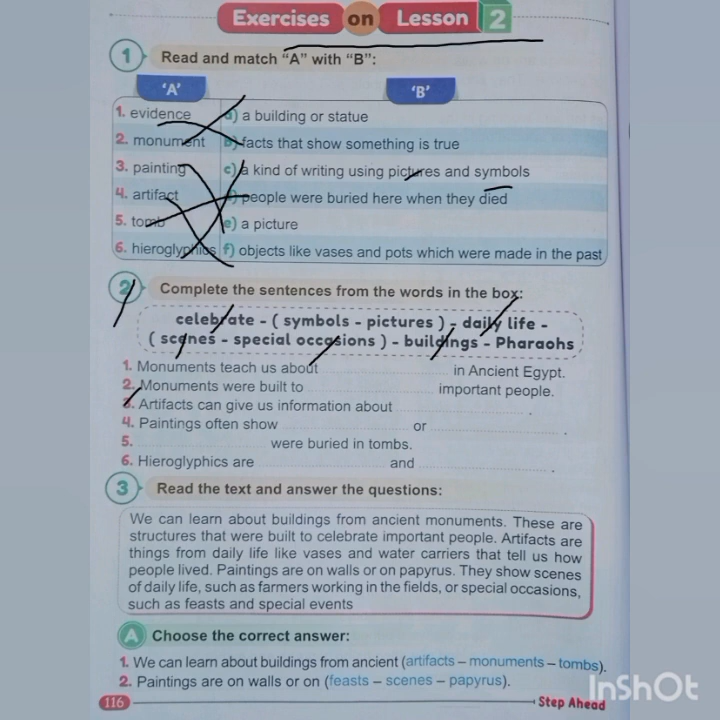 Exercises on Lesson 2
1 Read and match “A” with “B”:
‘A’ ‘B’
1. evidence a) a building or statue
2. monument b) facts that show something is true
3. painting c) a kind of writing using pictures and symbols
4. artifact d) people were buried here when they died
5. tomb e) a picture
6. hieroglyphics f) objects like vases and pots which were made in the past
2 Complete the sentences from the words in the box:
celebrate - ( symbols - pictures ) - daily life -
( scenes - special occasions ) - buildings - Pharaohs
1. Monuments teach us about in Ancient Egypt.
2. Monuments were built to important people.
3. Artifacts can give us information about .
4. Paintings often show or .
5. were buried in tombs.
6. Hieroglyphics are and .
3 Read the text and answer the questions:
We can learn about buildings from ancient monuments. These are
structures that were built to celebrate important people. Artifacts are
things from daily life like vases and water carriers that tell us how
people lived. Paintings are on walls or on papyrus. They show scenes
of daily life, such as farmers working in the fields, or special occasions,
such as feasts and special events
A Choose the correct answer:
1. We can learn about buildings from ancient (artifacts – monuments – tombs).
2. Paintings are on walls or on (feasts – scenes – papyrus).
116 Step Ahead
InShOt